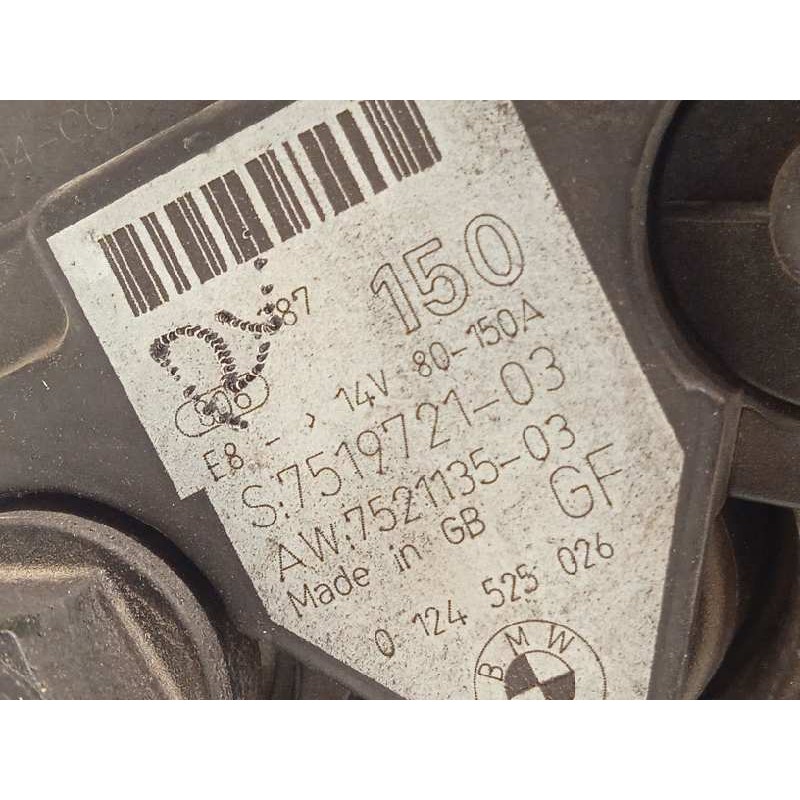 87
150
E8 - > 14V 80-150A
S:7519721-03
AW:7521135-03
Made in GB
GF
0 124 525 026
BMW